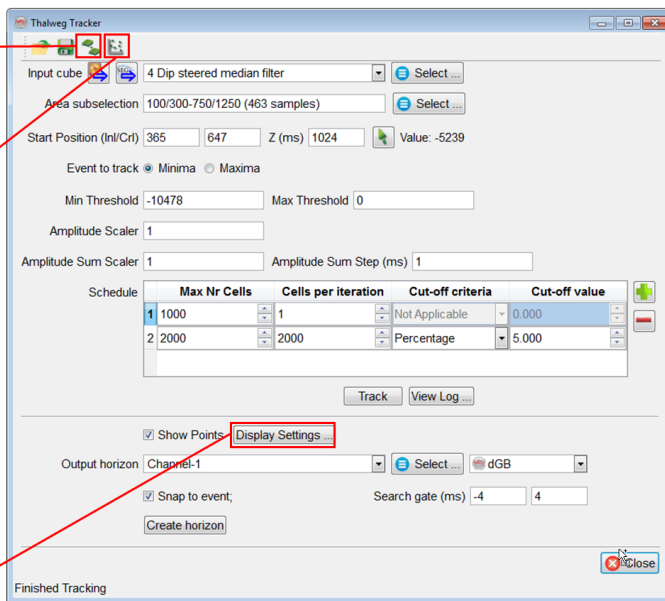 Thalweg Tracker
Input cube 4 Dip steered median filter Select ...
Area subselection 100/300-750/1250 (463 samples) Select ...
Start Position (Inl/Crl) 365 647 Z (ms) 1024 Value: -5239
Event to track Minima Maxima
Min Threshold -10478 Max Threshold 0
Amplitude Scaler 1
Amplitude Sum Scaler 1 Amplitude Sum Step (ms) 1
Schedule Max Nr Cells Cells per iteration Cut-off criteria Cut-off value
1 1000 1 Not Applicable 0.000
2 2000 2000 Percentage 5.000
Track View Log ...
Show Points Display Settings ...
Output horizon Channel-1 Select ... dGB
Snap to event; Search gate (ms) -4 4
Create horizon
Close
Finished Tracking